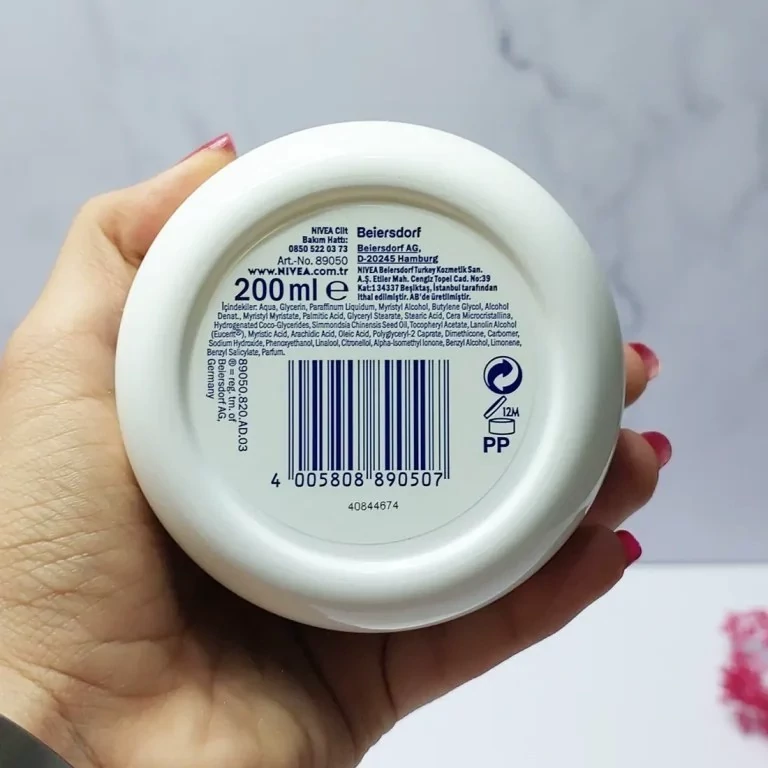 NIVEA Cilt
Bakım Hattı:
0850 522 03 73
Art.-No. 89050
www.NIVEA.com.tr
200 ml e
Beiersdorf
Beiersdorf AG,
D-20245 Hamburg
NIVEA Beiersdorf Turkey Kozmetik San.
A.Ş. Etiler Mah. Cengiz Topel Cad. No:39
Kat:1 34337 Beşiktaş, İstanbul tarafından
ithal edilmiştir. AB'de üretilmiştir.
İçindekiler: Aqua, Glycerin, Paraffinum Liquidum, Myristyl Alcohol, Butylene Glycol, Alcohol
Denat., Myristyl Myristate, Palmitic Acid, Glyceryl Stearate, Stearic Acid, Cera Microcristallina,
Hydrogenated Coco-Glycerides, Simmondsia Chinensis Seed Oil, Tocopheryl Acetate, Lanolin Alcohol
(Eucerit®), Myristic Acid, Arachidic Acid, Oleic Acid, Polyglyceryl-2 Caprate, Dimethicone, Carbomer,
Sodium Hydroxide, Phenoxyethanol, Linalool, Citronellol, Alpha-Isomethyl Ionone, Benzyl Alcohol, Limonene,
Benzyl Salicylate, Parfum.
89050.820.AD.03
® = reg. tm. of
Beiersdorf AG,
Germany
12M
PP
4 005808 890507
40844674